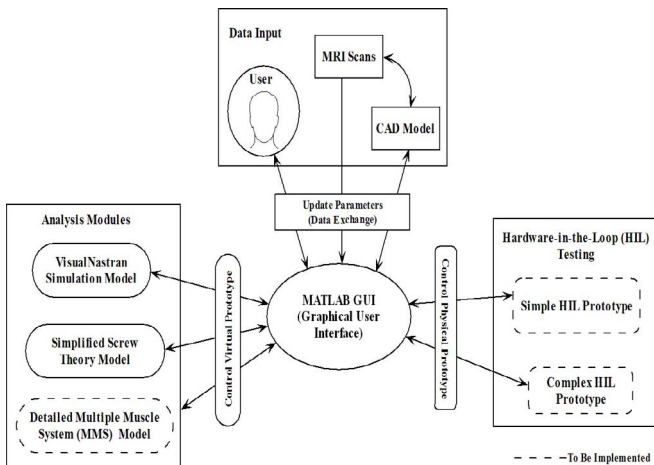 Data Input
MRI Scans
User
CAD Model
Update Parameters
(Data Exchange)
Analysis Modules
VisualNastran
Simulation Model
Simplified Screw
Theory Model
Detailed Multiple Muscle
System (MMS) Model
Control Virtual Prototype
MATLAB GUI
(Graphical User
Interface)
Control Physical
Prototype
Hardware-in-the-Loop (HIL)
Testing
Simple HIL Prototype
Complex HIL
Prototype
To Be Implemented